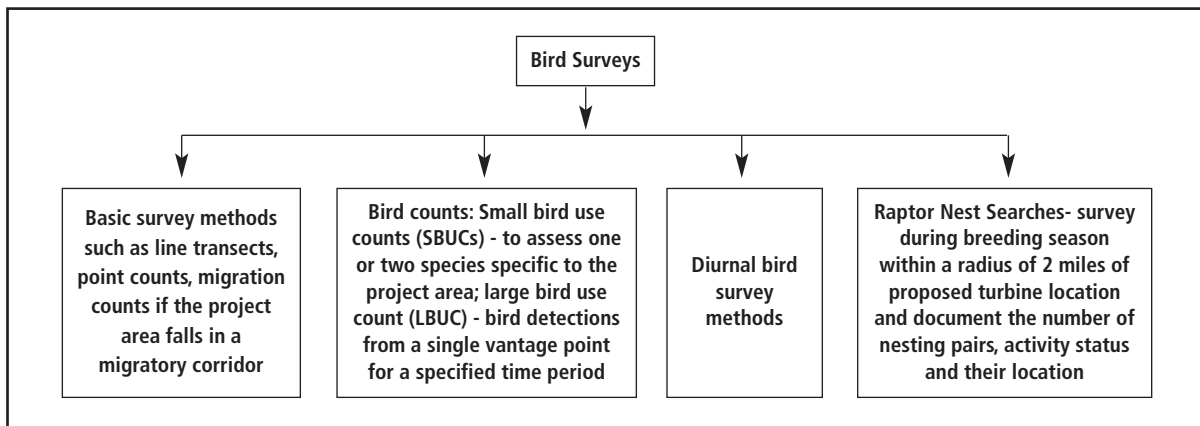 Bird Surveys
Basic survey methods
such as line transects,
point counts, migration
counts if the project
area falls in a
migratory corridor
Bird counts: Small bird use
counts (SBUCs) - to assess one
or two species specific to the
project area; large bird use
count (LBUC) - bird detections
from a single vantage point
for a specified time period
Diurnal bird
survey
methods
Raptor Nest Searches- survey
during breeding season
within a radius of 2 miles of
proposed turbine location
and document the number of
nesting pairs, activity status
and their location